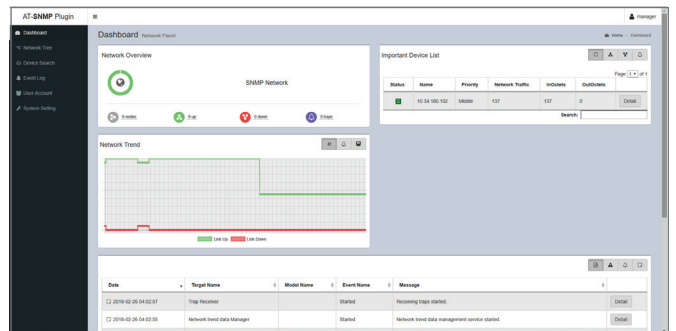 AT-SNMP Plugin
manager
Dashboard
Network Tree
Device Search
Event Log
User Account
System Setting
Dashboard Network Panel
Home > Dashboard
Network Overview
SNMP Network
9 nodes
9 up
0 down
0 traps
Important Device List
Page 1 of 1
Status Name Priority Network Traffic InOctets OutOctets
10.34.160.102 Middle 137 137 0 Detail
Search:
Network Trend
Link Up Link Down
Date Target Name Model Name Event Name Message
2018-02-26 04:02:57 Trap Receiver Started Receiving traps started. Detail
2018-02-26 04:02:55 Network trend data Manager Started Network trend data management service started. Detail